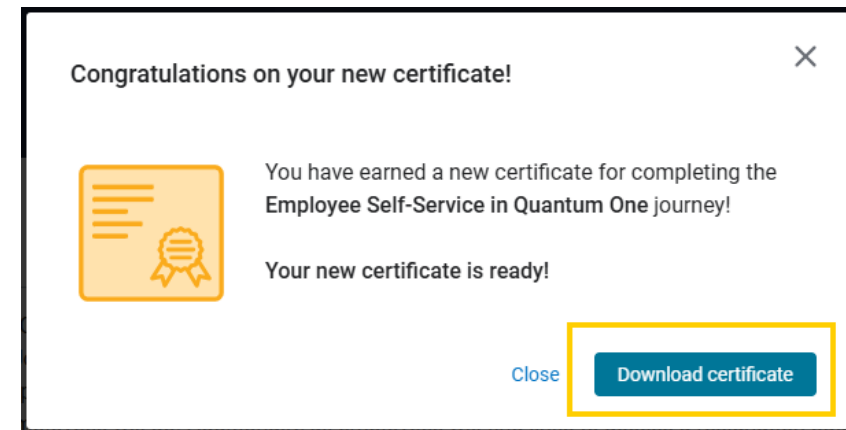 Congratulations on your new certificate!
You have earned a new certificate for completing the
Employee Self-Service in Quantum One journey!
Your new certificate is ready!
Close
Download certificate